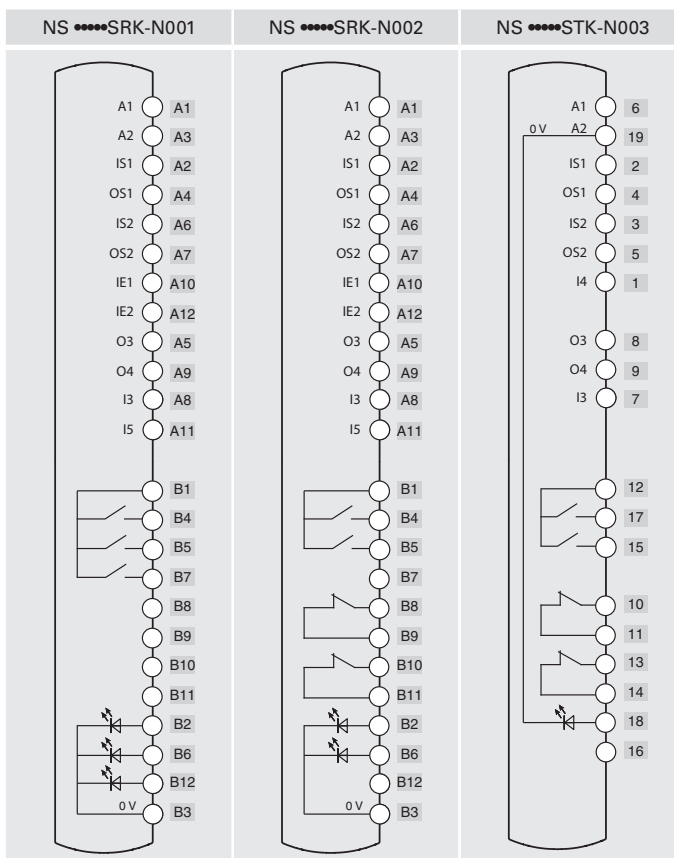 NS •••••SRK-N001
A1 A1
A2 A3
IS1 A2
OS1 A4
IS2 A6
OS2 A7
IE1 A10
IE2 A12
O3 A5
O4 A9
I3 A8
I5 A11
B1
B4
B5
B7
B8
B9
B10
B11
B2
B6
B12
0 V B3
NS •••••SRK-N002
A1 A1
A2 A3
IS1 A2
OS1 A4
IS2 A6
OS2 A7
IE1 A10
IE2 A12
O3 A5
O4 A9
I3 A8
I5 A11
B1
B4
B5
B7
B8
B9
B10
B11
B2
B6
B12
0 V B3
NS •••••STK-N003
A1 6
0 V A2 19
IS1 2
OS1 4
IS2 3
OS2 5
I4 1
O3 8
O4 9
I3 7
12
17
15
10
11
13
14
18
16